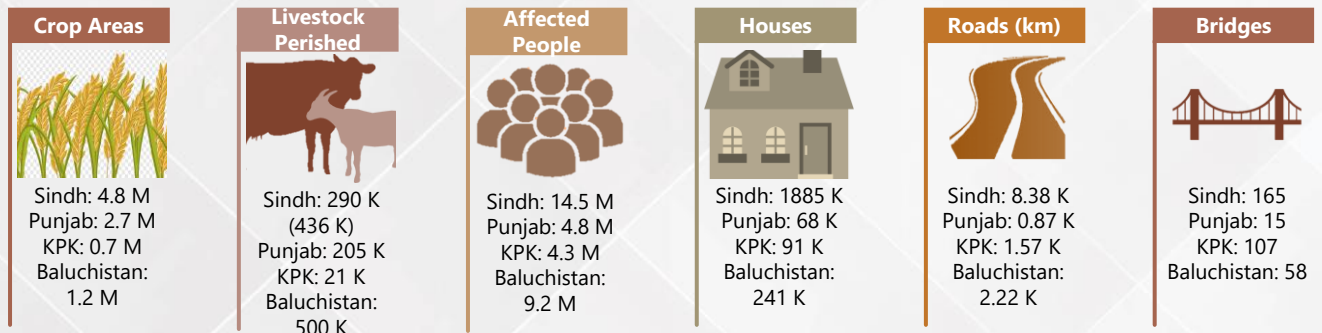 Crop Areas
Sindh: 4.8 M
Punjab: 2.7 M
KPK: 0.7 M
Baluchistan:
1.2 M
Livestock
Perished
Sindh: 290 K
(436 K)
Punjab: 205 K
KPK: 21 K
Baluchistan:
500 K
Affected
People
Sindh: 14.5 M
Punjab: 4.8 M
KPK: 4.3 M
Baluchistan:
9.2 M
Houses
Sindh: 1885 K
Punjab: 68 K
KPK: 91 K
Baluchistan:
241 K
Roads (km)
Sindh: 8.38 K
Punjab: 0.87 K
KPK: 1.57 K
Baluchistan:
2.22 K
Bridges
Sindh: 165
Punjab: 15
KPK: 107
Baluchistan: 58